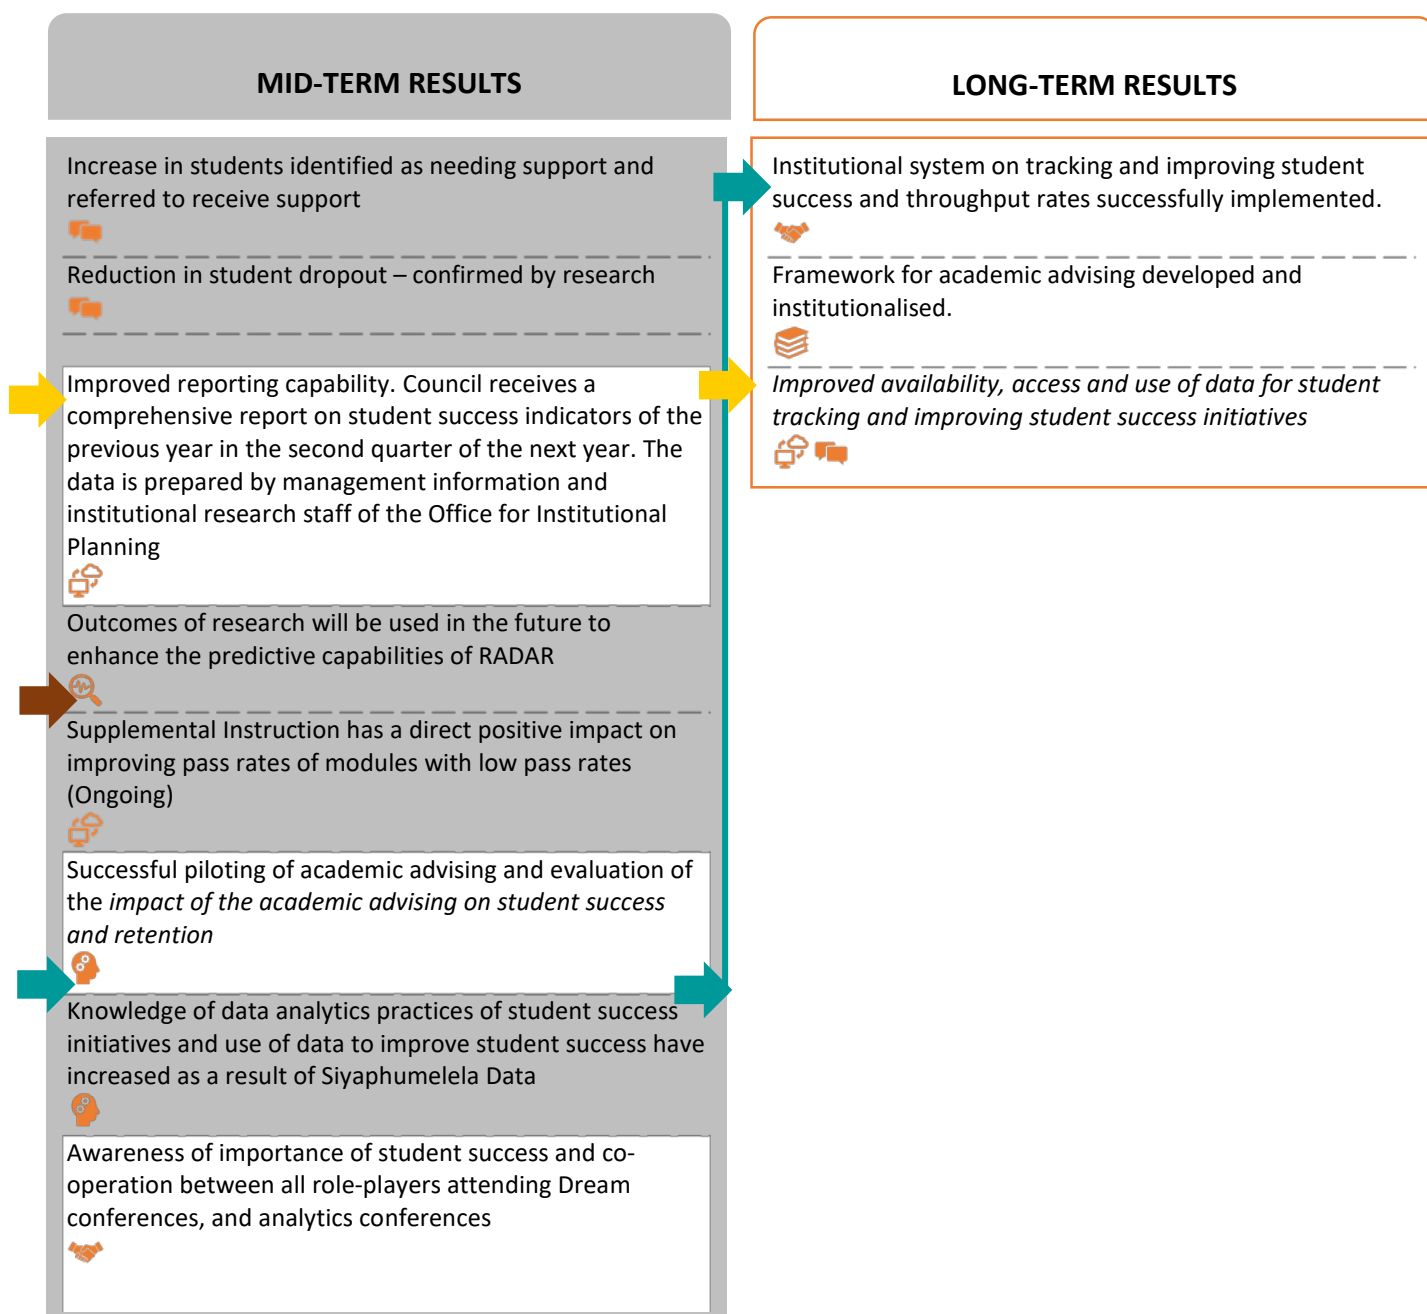 MID-TERM RESULTS
Increase in students identified as needing support and
referred to receive support
Reduction in student dropout – confirmed by research
Improved reporting capability. Council receives a
comprehensive report on student success indicators of the
previous year in the second quarter of the next year. The
data is prepared by management information and
institutional research staff of the Office for Institutional
Planning
Outcomes of research will be used in the future to
enhance the predictive capabilities of RADAR
Supplemental Instruction has a direct positive impact on
improving pass rates of modules with low pass rates
(Ongoing)
Successful piloting of academic advising and evaluation of
the impact of the academic advising on student success
and retention
Knowledge of data analytics practices of student success
initiatives and use of data to improve student success have
increased as a result of Siyaphumelela Data
Awareness of importance of student success and co-
operation between all role-players attending Dream
conferences, and analytics conferences
LONG-TERM RESULTS
Institutional system on tracking and improving student
success and throughput rates successfully implemented.
Framework for academic advising developed and
institutionalised.
Improved availability, access and use of data for student
tracking and improving student success initiatives